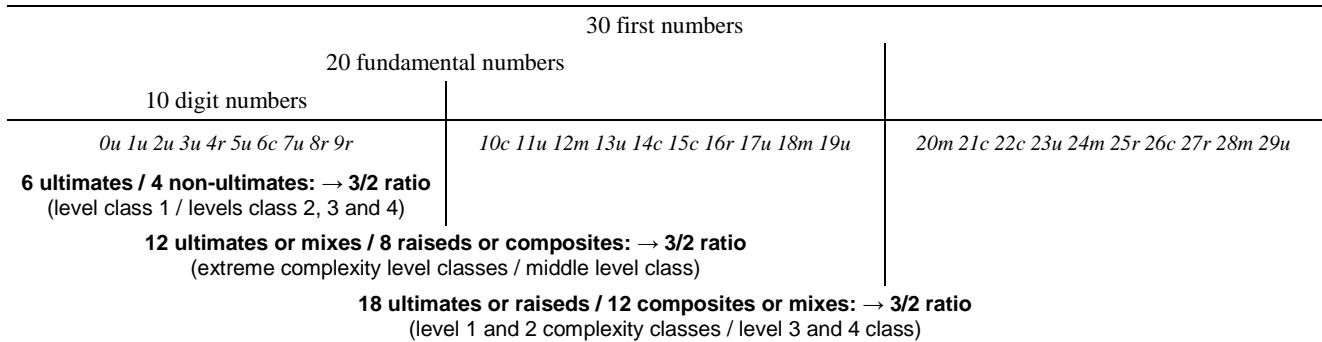 30 first numbers
20 fundamental numbers
10 digit numbers
0u 1u 2u 3u 4r 5u 6c 7u 8r 9r
10c 11u 12m 13u 14c 15c 16r 17u 18m 19u
20m 21c 22c 23u 24m 25r 26c 27r 28m 29u
6 ultimates / 4 non-ultimates: → 3/2 ratio
(level class 1 / levels class 2, 3 and 4)
12 ultimates or mixes / 8 raiseds or composites: → 3/2 ratio
(extreme complexity level classes / middle level class)
18 ultimates or raiseds / 12 composites or mixes: → 3/2 ratio
(level 1 and 2 complexity classes / level 3 and 4 class)